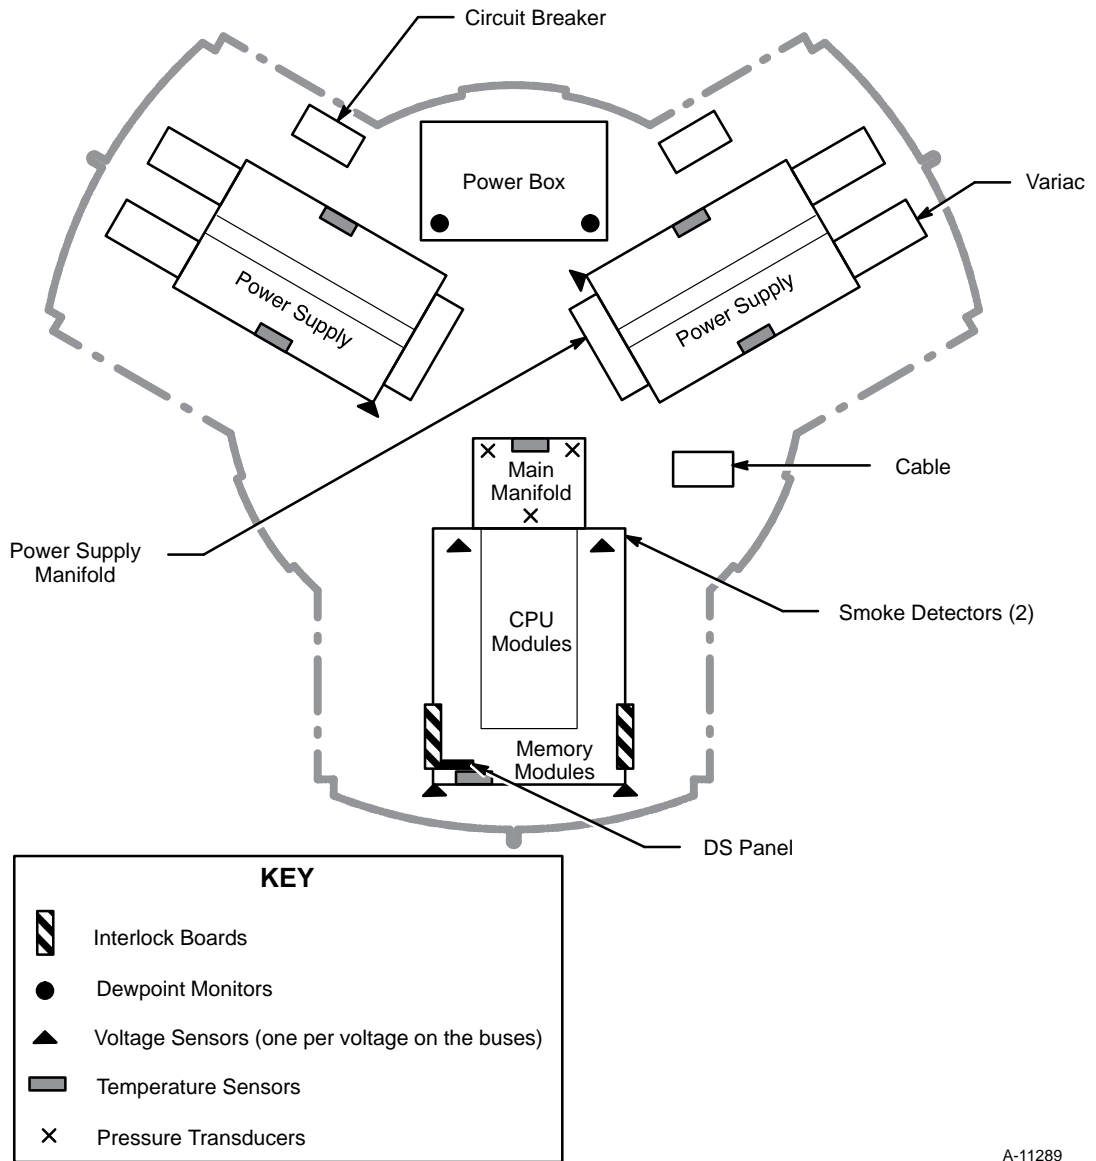 Circuit Breaker
Power Box
Variac
Power Supply
Power Supply
Main
Manifold
Cable
Power Supply
Manifold
CPU
Modules
Smoke Detectors (2)
Memory
Modules
DS Panel
KEY
Interlock Boards
Dewpoint Monitors
Voltage Sensors (one per voltage on the buses)
Temperature Sensors
Pressure Transducers
A-11289